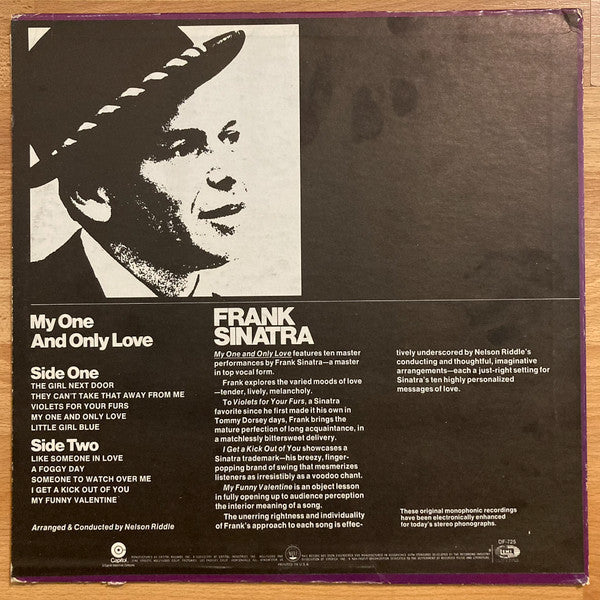 My One
And Only Love
Side One
THE GIRL NEXT DOOR
THEY CAN'T TAKE THAT AWAY FROM ME
VIOLETS FOR YOUR FURS
MY ONE AND ONLY LOVE
LITTLE GIRL BLUE
Side Two
LIKE SOMEONE IN LOVE
A FOGGY DAY
SOMEONE TO WATCH OVER ME
I GET A KICK OUT OF YOU
MY FUNNY VALENTINE
Arranged & Conducted by Nelson Riddle
FRANK
SINATRA
My One and Only Love features ten master
performances by Frank Sinatra—a master
in top vocal form.
Frank explores the varied moods of love
—tender, lively, melancholy.
To Violets for Your Furs, a Sinatra
favorite since he first made it his own in
Tommy Dorsey days, Frank brings the
mature perfection of long acquaintance, in
a matchlessly bittersweet delivery.
I Get a Kick Out of You showcases a
Sinatra trademark—his breezy, finger-
popping brand of swing that mesmerizes
listeners as irresistibly as a voodoo chant.
My Funny Valentine is an object lesson
in fully opening up to audience perception
the interior meaning of a song.
The unerring rightness and individuality
of Frank's approach to each song is effec-
tively underscored by Nelson Riddle's
conducting and thoughtful, imaginative
arrangements—each a just-right setting for
Sinatra's ten highly personalized
messages of love.
These original monophonic recordings
have been electronically enhanced
for today's stereo phonographs.
Capitol
PRINTED IN U.S.A.
DF-725
EMI